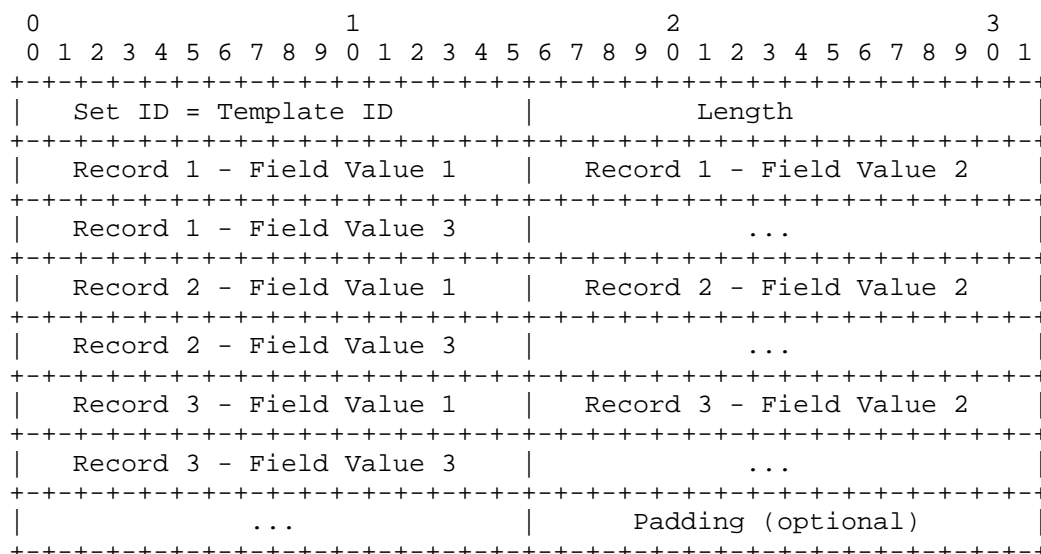 0                   1                   2                   3
 0 1 2 3 4 5 6 7 8 9 0 1 2 3 4 5 6 7 8 9 0 1 2 3 4 5 6 7 8 9 0 1
+-+-+-+-+-+-+-+-+-+-+-+-+-+-+-+-+-+-+-+-+-+-+-+-+-+-+-+-+-+-+-+-+
|   Set ID = Template ID        |          Length               |
+-+-+-+-+-+-+-+-+-+-+-+-+-+-+-+-+-+-+-+-+-+-+-+-+-+-+-+-+-+-+-+-+
|   Record 1 - Field Value 1    |   Record 1 - Field Value 2    |
+-+-+-+-+-+-+-+-+-+-+-+-+-+-+-+-+-+-+-+-+-+-+-+-+-+-+-+-+-+-+-+-+
|   Record 1 - Field Value 3    |             ...               |
+-+-+-+-+-+-+-+-+-+-+-+-+-+-+-+-+-+-+-+-+-+-+-+-+-+-+-+-+-+-+-+-+
|   Record 2 - Field Value 1    |   Record 2 - Field Value 2    |
+-+-+-+-+-+-+-+-+-+-+-+-+-+-+-+-+-+-+-+-+-+-+-+-+-+-+-+-+-+-+-+-+
|   Record 2 - Field Value 3    |             ...               |
+-+-+-+-+-+-+-+-+-+-+-+-+-+-+-+-+-+-+-+-+-+-+-+-+-+-+-+-+-+-+-+-+
|   Record 3 - Field Value 1    |   Record 3 - Field Value 2    |
+-+-+-+-+-+-+-+-+-+-+-+-+-+-+-+-+-+-+-+-+-+-+-+-+-+-+-+-+-+-+-+-+
|   Record 3 - Field Value 3    |             ...               |
+-+-+-+-+-+-+-+-+-+-+-+-+-+-+-+-+-+-+-+-+-+-+-+-+-+-+-+-+-+-+-+-+
|              ...              |      Padding (optional)       |
+-+-+-+-+-+-+-+-+-+-+-+-+-+-+-+-+-+-+-+-+-+-+-+-+-+-+-+-+-+-+-+-+